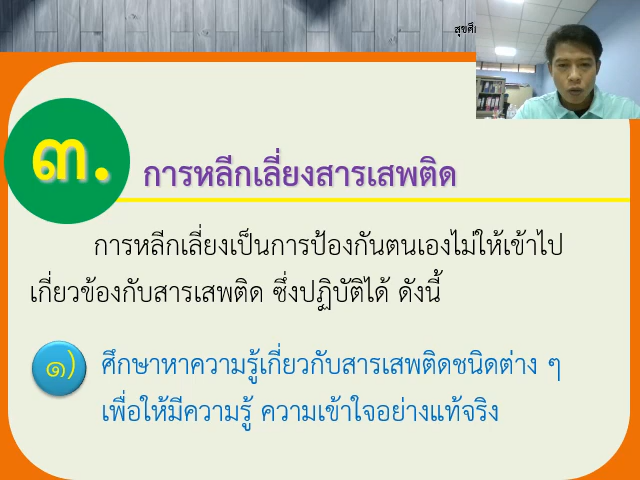 สุขศึ
๓.
การหลีกเลี่ยงสารเสพติด
การหลีกเลี่ยงเป็นการป้องกันตนเองไม่ให้เข้าไป
เกี่ยวข้องกับสารเสพติด ซึ่งปฏิบัติได้ ดังนี้
๑) ศึกษาหาความรู้เกี่ยวกับสารเสพติดชนิดต่าง ๆ
เพื่อให้มีความรู้ ความเข้าใจอย่างแท้จริง